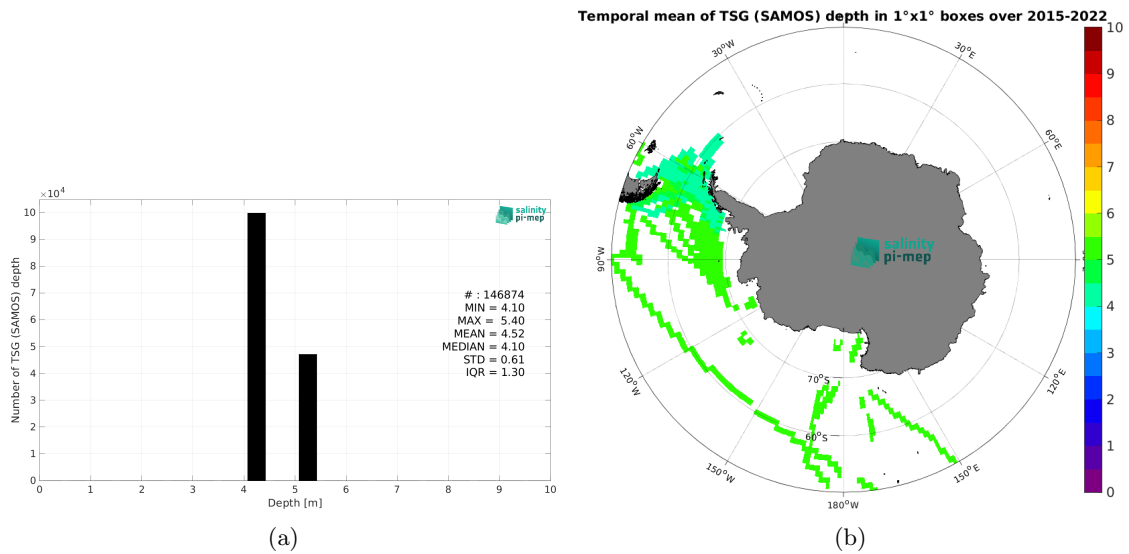 ×10⁴
10
9
8
7
6
5
4
3
2
1
0
Number of TSG (SAMOS) depth
salinity
pi-mep
# : 146874
MIN = 4.10
MAX = 5.40
MEAN = 4.52
MEDIAN = 4.10
STD = 0.61
IQR = 1.30
0 1 2 3 4 5 6 7 8 9 10
Depth [m]
(a)
Temporal mean of TSG (SAMOS) depth in 1°x1° boxes over 2015-2022
30°W
30°E
60°W
60°E
90°W
salinity
pi-mep
120°W
120°E
70°S
60°S
150°W
150°E
180°W
10
9
8
7
6
5
4
3
2
1
0
(b)